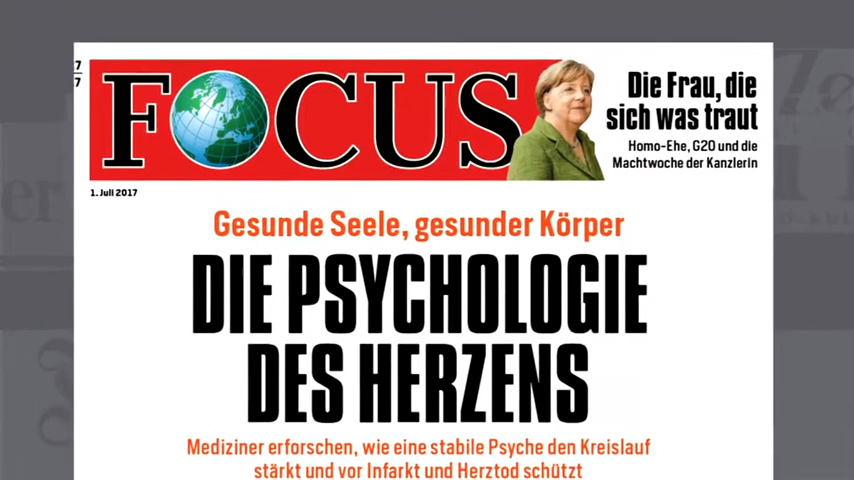 7
7
FOCUS
Die Frau, die
sich was traut
Homo-Ehe, G20 und die
Machtwoche der Kanzlerin
1. Juli 2017
Gesunde Seele, gesunder Körper
DIE PSYCHOLOGIE
DES HERZENS
Mediziner erforschen, wie eine stabile Psyche den Kreislauf
stärkt und vor Infarkt und Herztod schützt